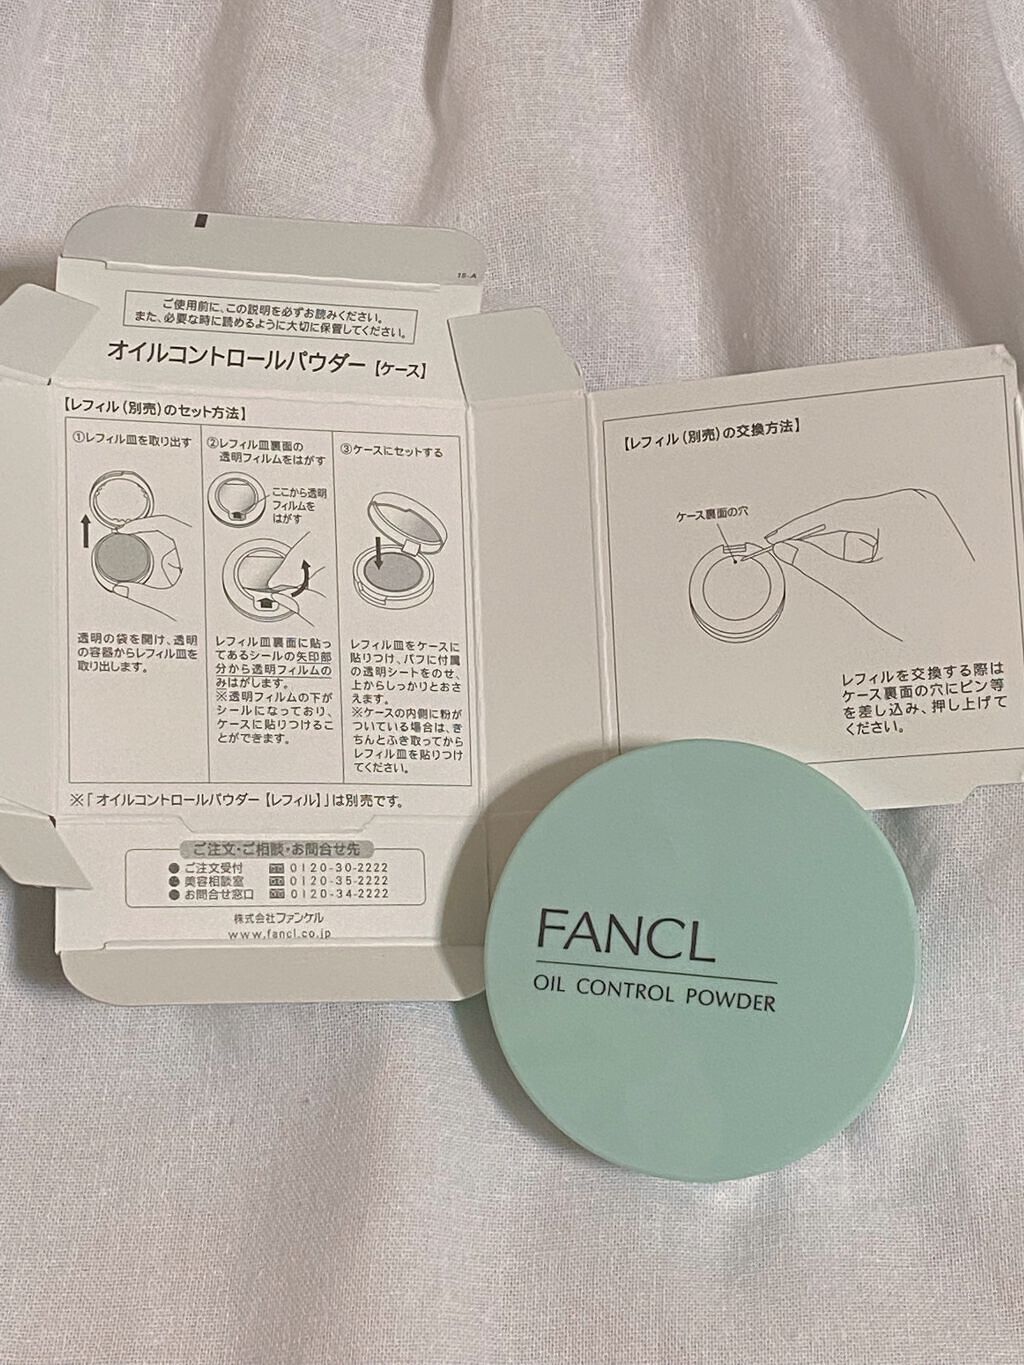 15-A
ご使用前に、この説明を必ずお読みください。
また、必要な時に読めるように大切に保管してください。
オイルコントロールパウダー【ケース】
【レフィル(別売)のセット方法】
①レフィル皿を取り出す
透明の袋を開け、透明
の容器からレフィル皿を
取り出します。
②レフィル皿裏面の
透明フィルムをはがす
ここから透明
フィルムを
はがす
レフィル皿裏面に貼っ
てあるシールの矢印部
分から透明フィルムの
みはがします。
※透明フィルムの下が
シールになっており、
ケースに貼りつけるこ
とができます。
③ケースにセットする
レフィル皿をケースに
貼りつけ、パフに付属
の透明シートをのせ、
上からしっかりとおさ
えます。
※ケースの内側に粉が
ついている場合は、き
ちんとふき取ってから
レフィル皿を貼りつけ
てください。
※「オイルコントロールパウダー【レフィル】」は別売です。
ご注文・ご相談・お問合せ先
●ご注文受付 0120-30-2222
●美容相談室 0120-35-2222
●お問合せ窓口 0120-34-2222
株式会社ファンケル
www.fancl.co.jp
【レフィル(別売)の交換方法】
ケース裏面の穴
レフィルを交換する際は
ケース裏面の穴にピン等
を差し込み、押し上げて
ください。
FANCL
OIL CONTROL POWDER